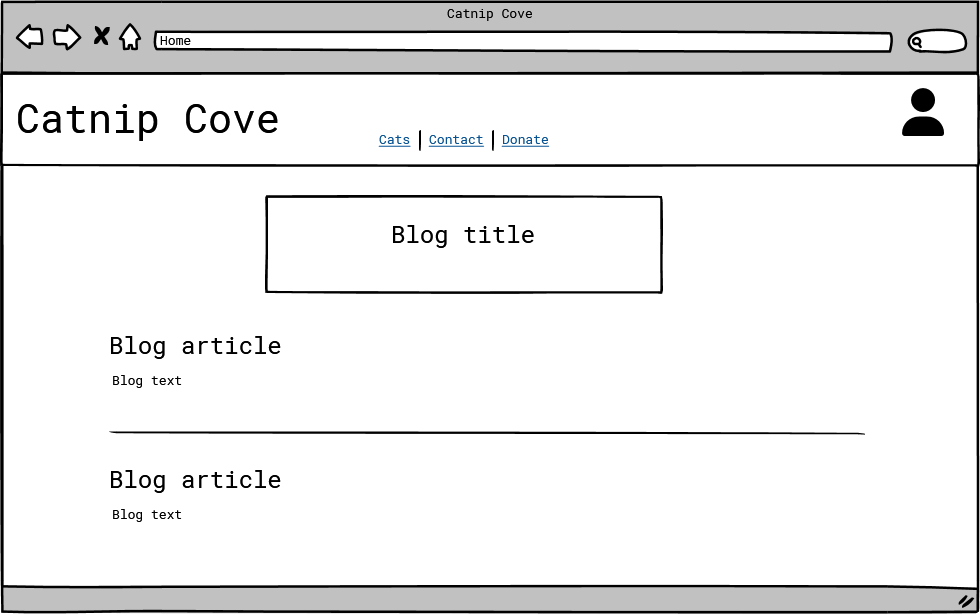 Catnip Cove
Home
Catnip Cove
Cats | Contact | Donate
Blog title
Blog article
Blog text
Blog article
Blog text